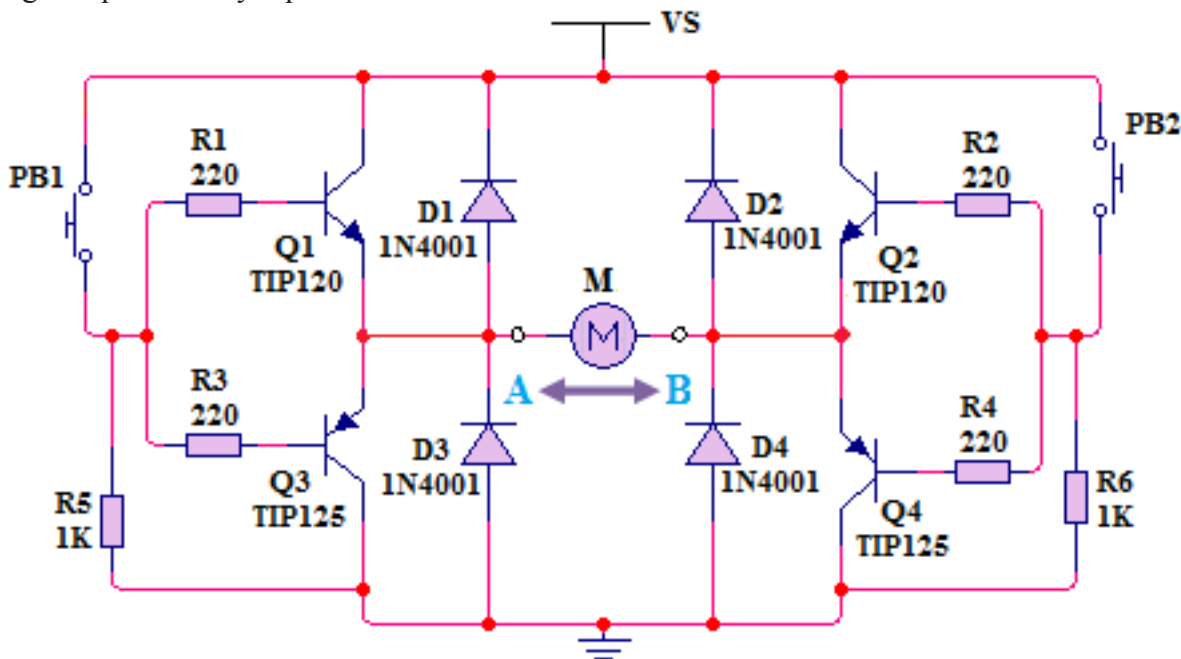 VS
PB1
R1
220
Q1
TIP120
D1
1N4001
D2
1N4001
R2
220
Q2
TIP120
PB2
M
M
A
B
R3
220
Q3
TIP125
D3
1N4001
D4
1N4001
R4
220
Q4
TIP125
R5
1K
R6
1K